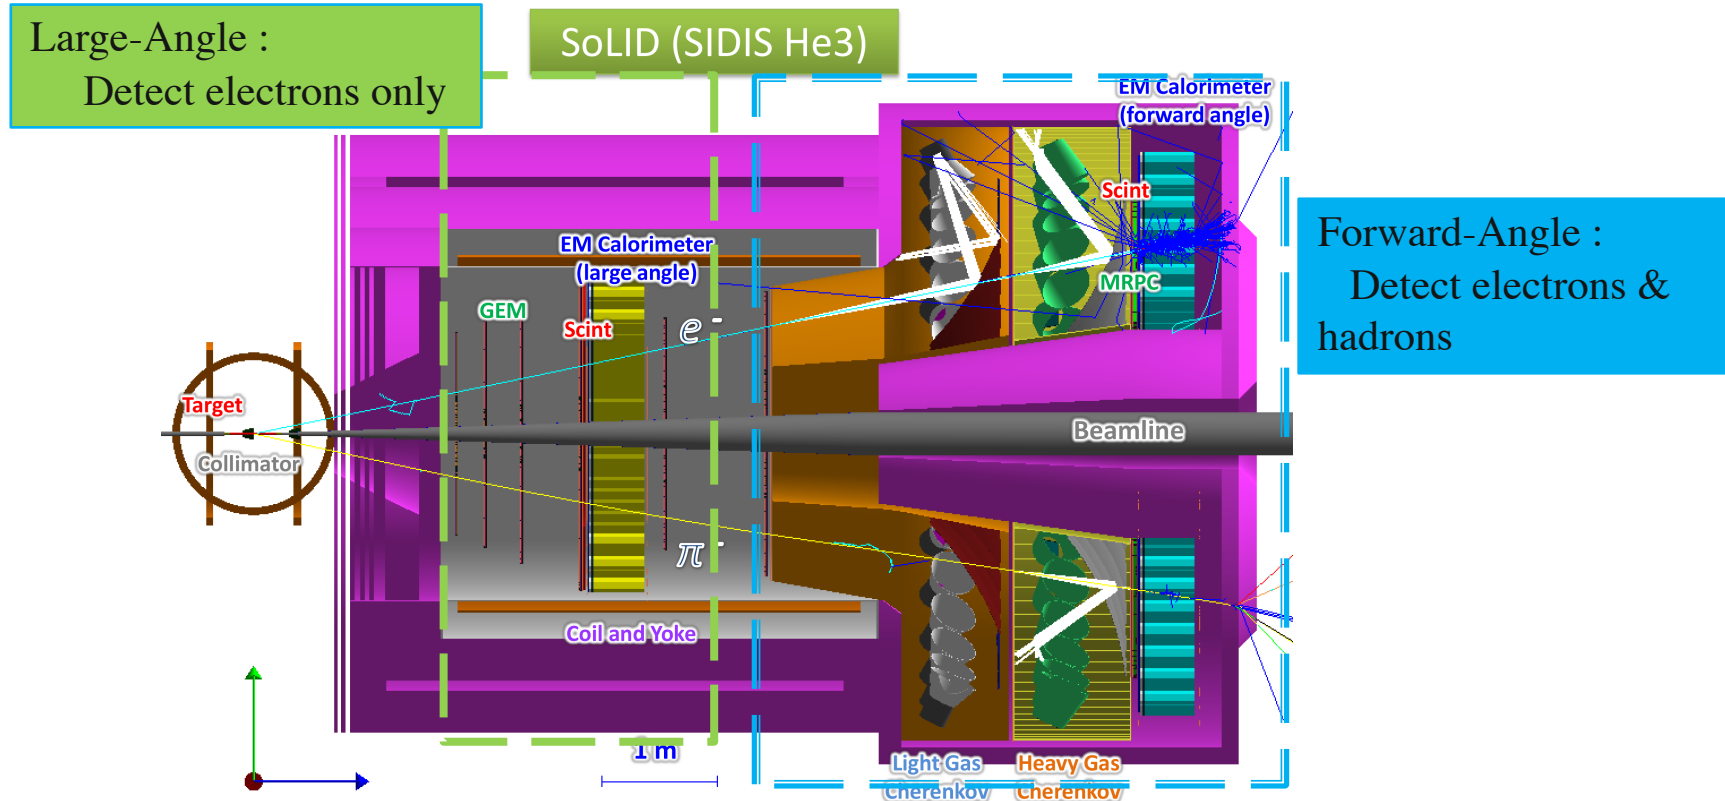 Large-Angle :
Detect electrons only
SoLID (SIDIS He3)
EM Calorimeter
(forward angle)
Scint
MRPC
Forward-Angle :
Detect electrons &
hadrons
EM Calorimeter
(large angle)
GEM
Scint
e-
Target
Collimator
Beamline
π-
Coil and Yoke
1 m
Light Gas
Cherenkov
Heavy Gas
Cherenkov